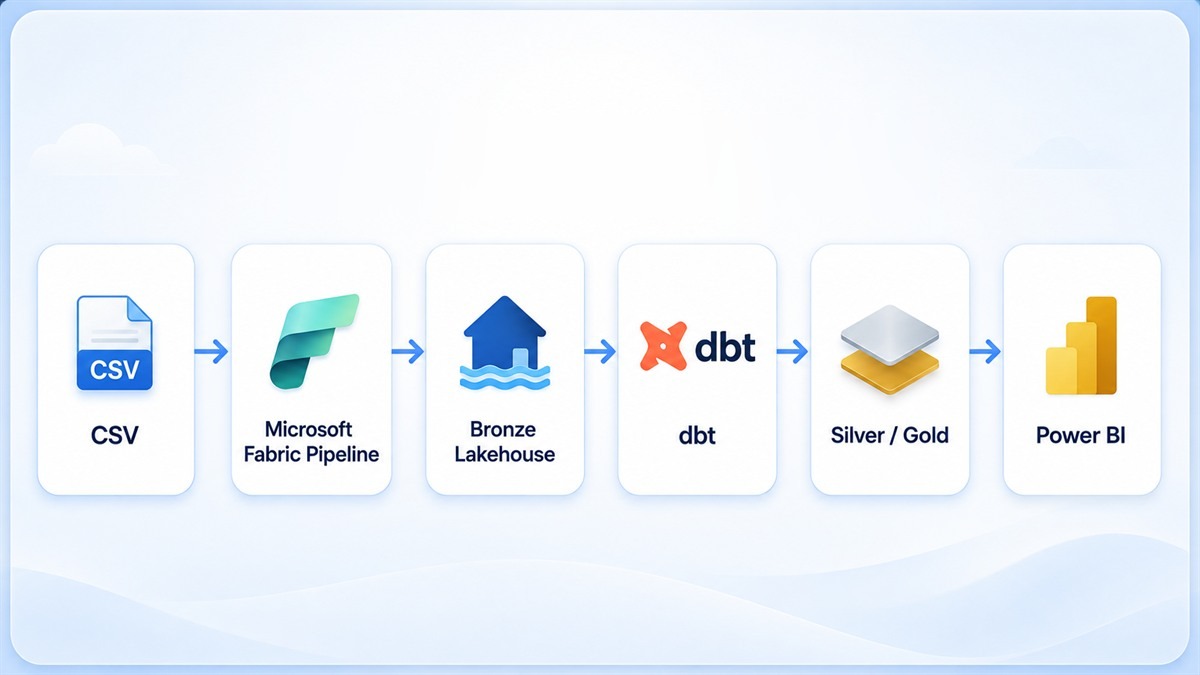 CSV
CSV
Microsoft
Fabric Pipeline
Bronze
Lakehouse
dbt
dbt
Silver / Gold
Power BI